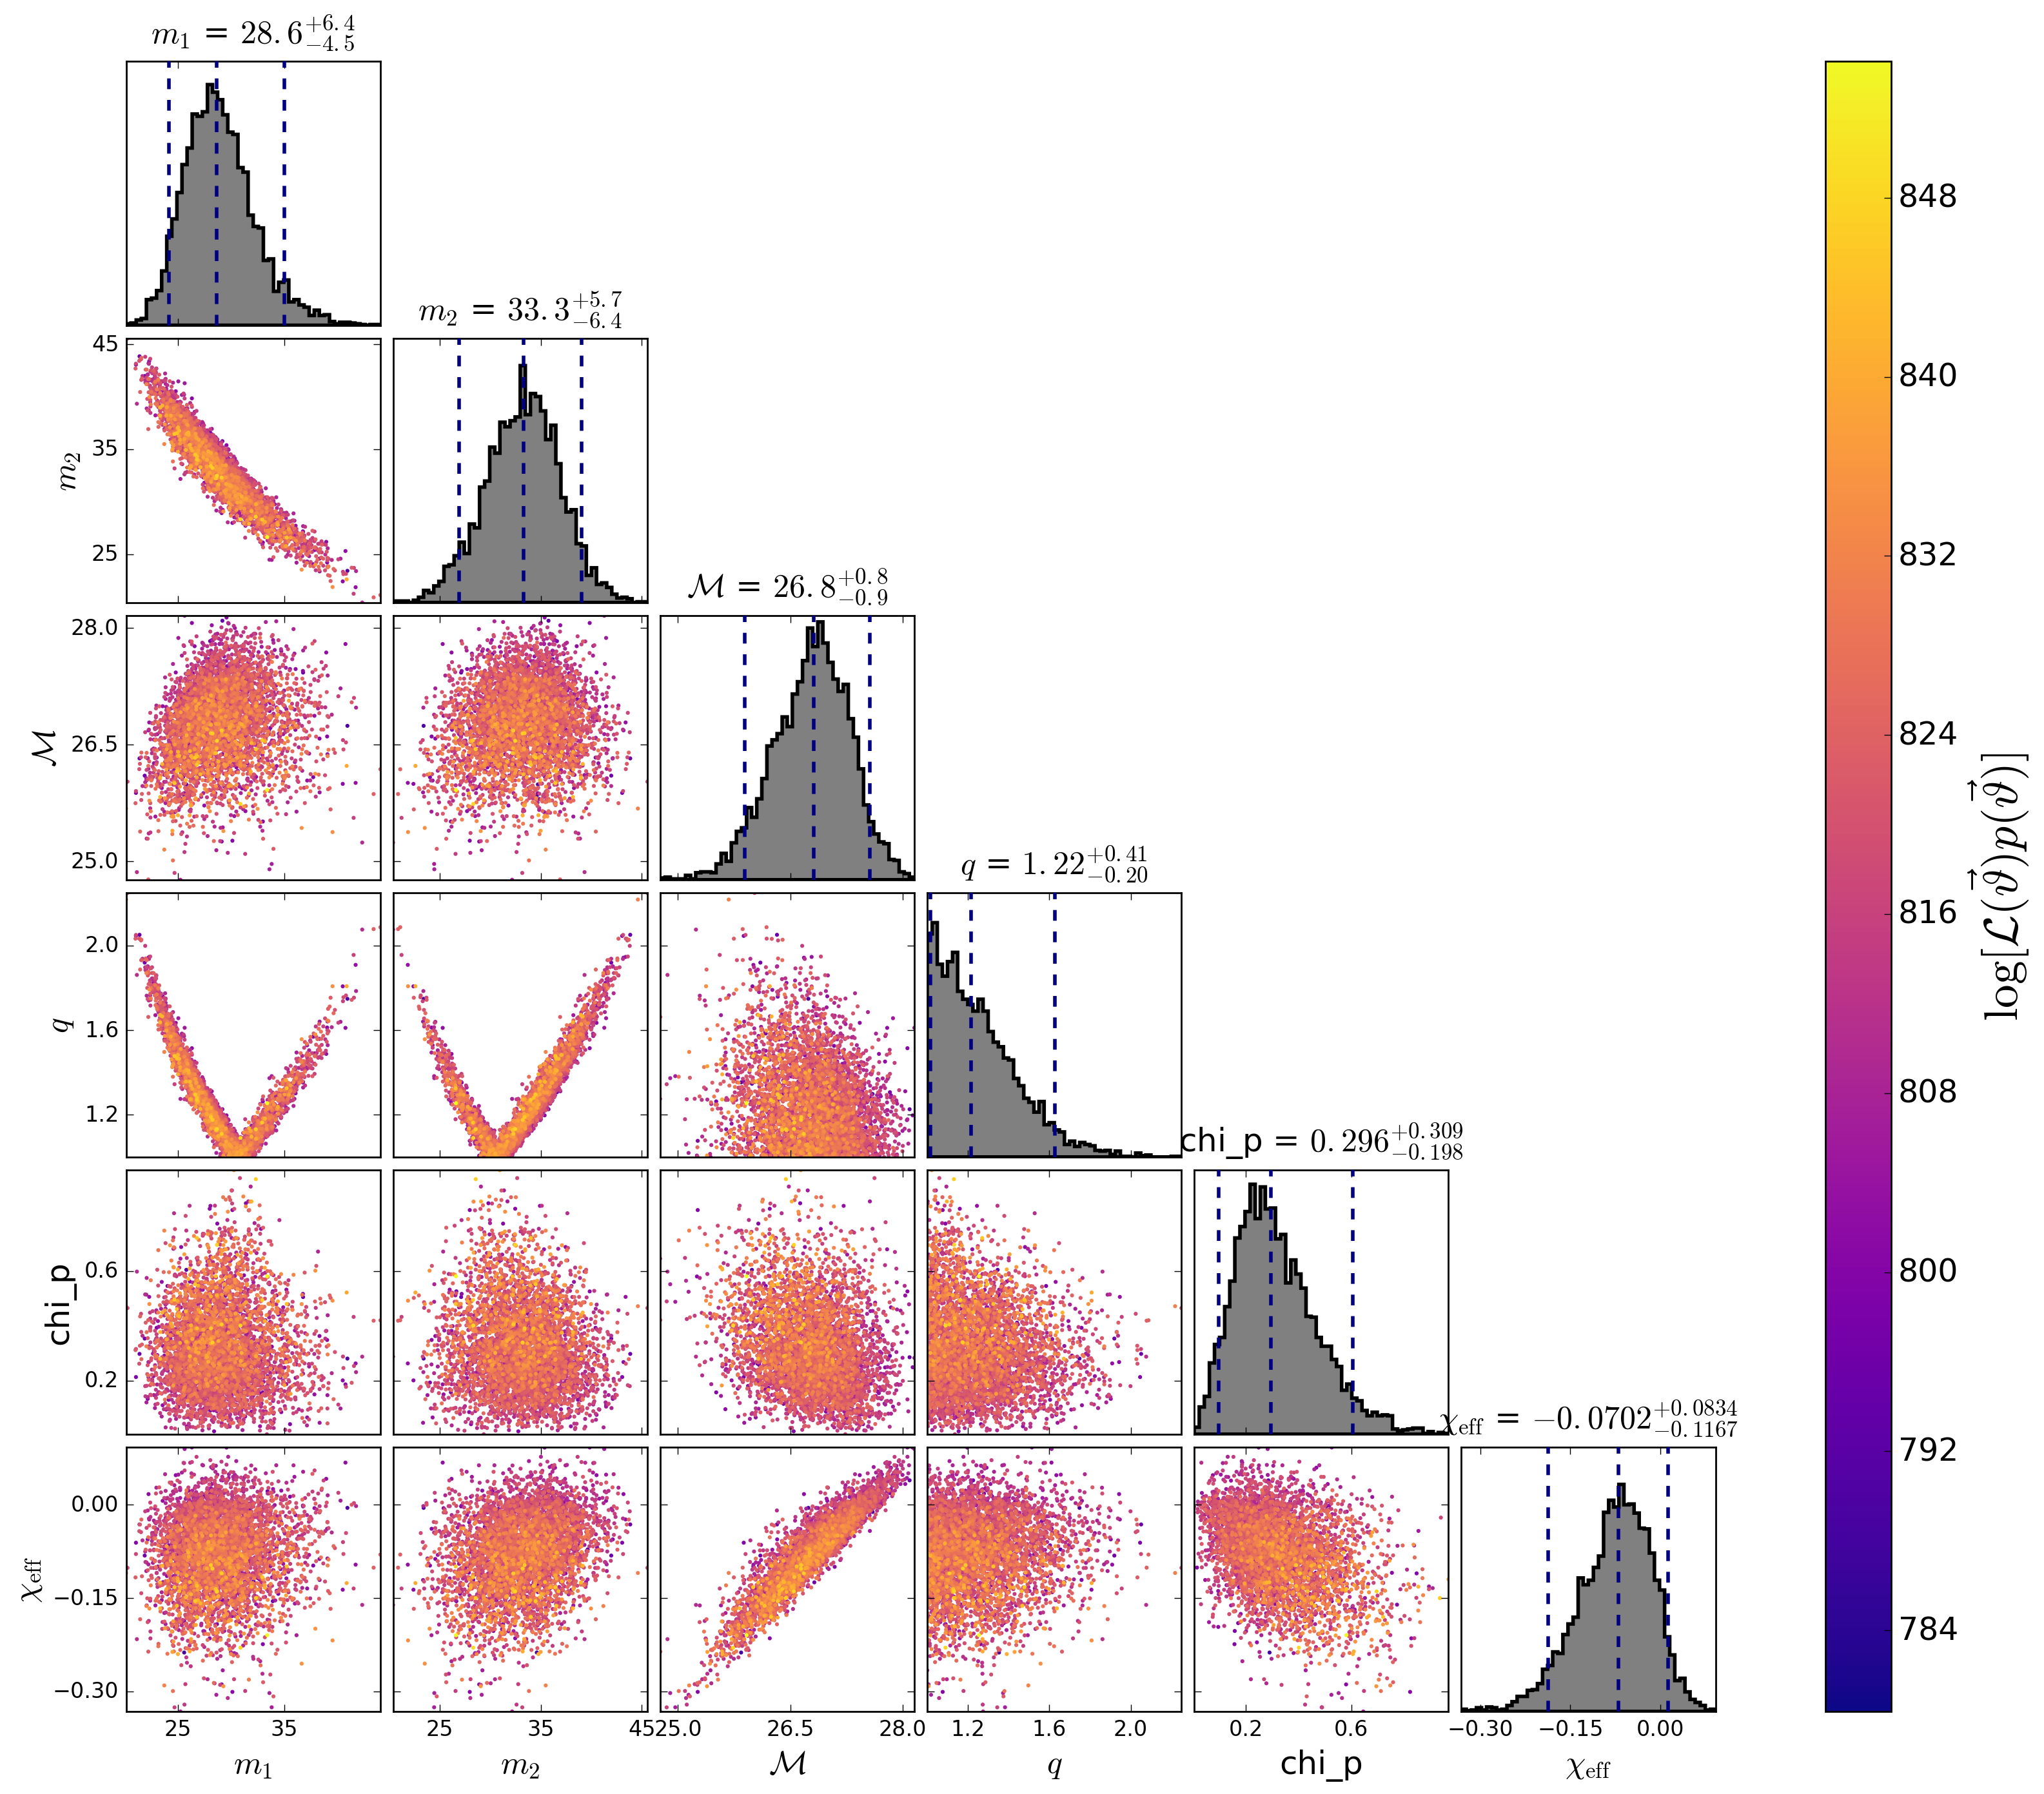 m₁ = 28.6 +6.4 −4.5
m₂ = 33.3 +5.7 −6.4
ℳ = 26.8 +0.8 −0.9
q = 1.22 +0.41 −0.20
chi_p = 0.296 +0.309 −0.198
χeff = −0.0702 +0.0834 −0.1167
45
35
25
m₂
28.0
26.5
25.0
ℳ
2.0
1.6
1.2
q
0.6
0.2
chi_p
0.00
−0.15
−0.30
χeff
25 35
25 35 45
25.0 26.5 28.0
1.2 1.6 2.0
0.2 0.6
−0.30 −0.15 0.00
m₁
m₂
ℳ
q
chi_p
χeff
848
840
832
824
816
808
800
792
784
log[ℒ(ϑ⃗)p(ϑ⃗)]